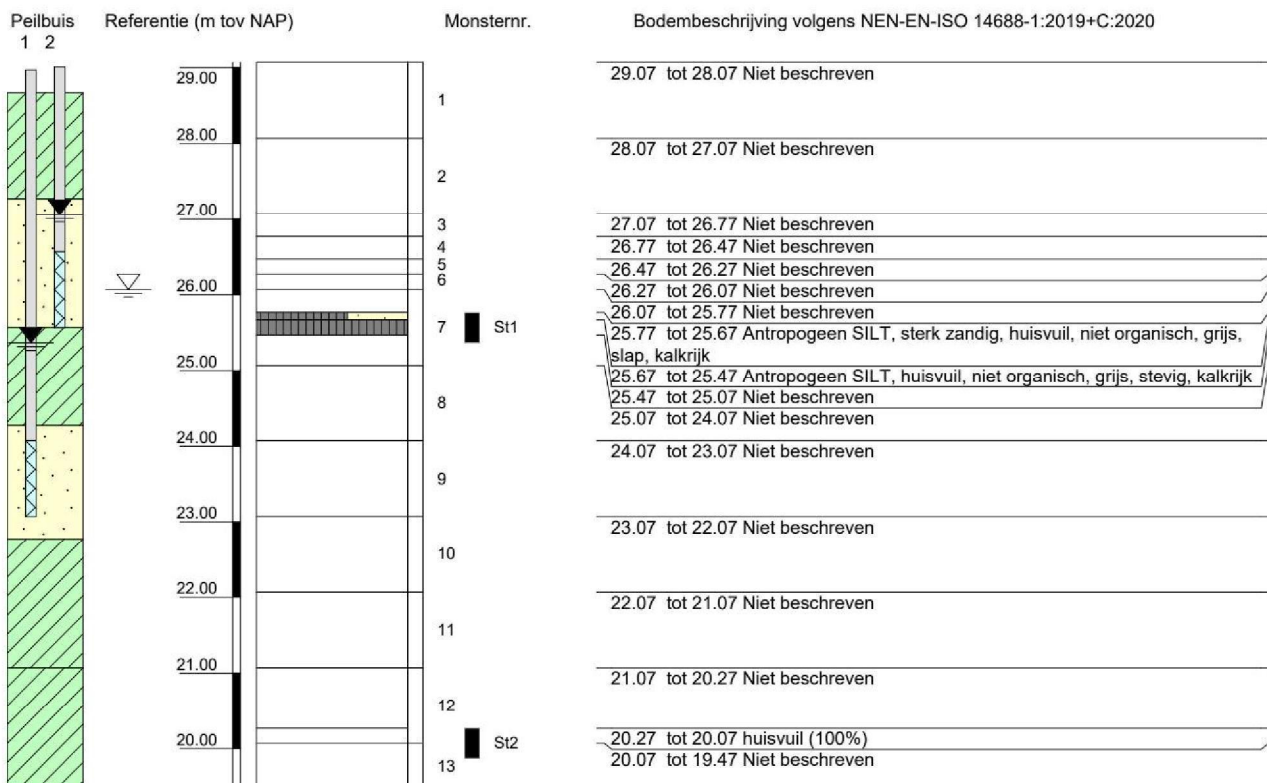 Peilbuis Referentie (m tov NAP) Monsternr. Bodembeschrijving volgens NEN-EN-ISO 14688-1:2019+C:2020
1 2
29.00
28.00
27.00
26.00
25.00
24.00
23.00
22.00
21.00
20.00
1
2
3
4
5
6
7
8
9
10
11
12
13
St1
St2
29.07 tot 28.07 Niet beschreven
28.07 tot 27.07 Niet beschreven
27.07 tot 26.77 Niet beschreven
26.77 tot 26.47 Niet beschreven
26.47 tot 26.27 Niet beschreven
26.27 tot 26.07 Niet beschreven
26.07 tot 25.77 Niet beschreven
25.77 tot 25.67 Antropogeen SILT, sterk zandig, huisvuil, niet organisch, grijs,
slap, kalkrijk
25.67 tot 25.47 Antropogeen SILT, huisvuil, niet organisch, grijs, stevig, kalkrijk
25.47 tot 25.07 Niet beschreven
25.07 tot 24.07 Niet beschreven
24.07 tot 23.07 Niet beschreven
23.07 tot 22.07 Niet beschreven
22.07 tot 21.07 Niet beschreven
21.07 tot 20.27 Niet beschreven
20.27 tot 20.07 huisvuil (100%)
20.07 tot 19.47 Niet beschreven